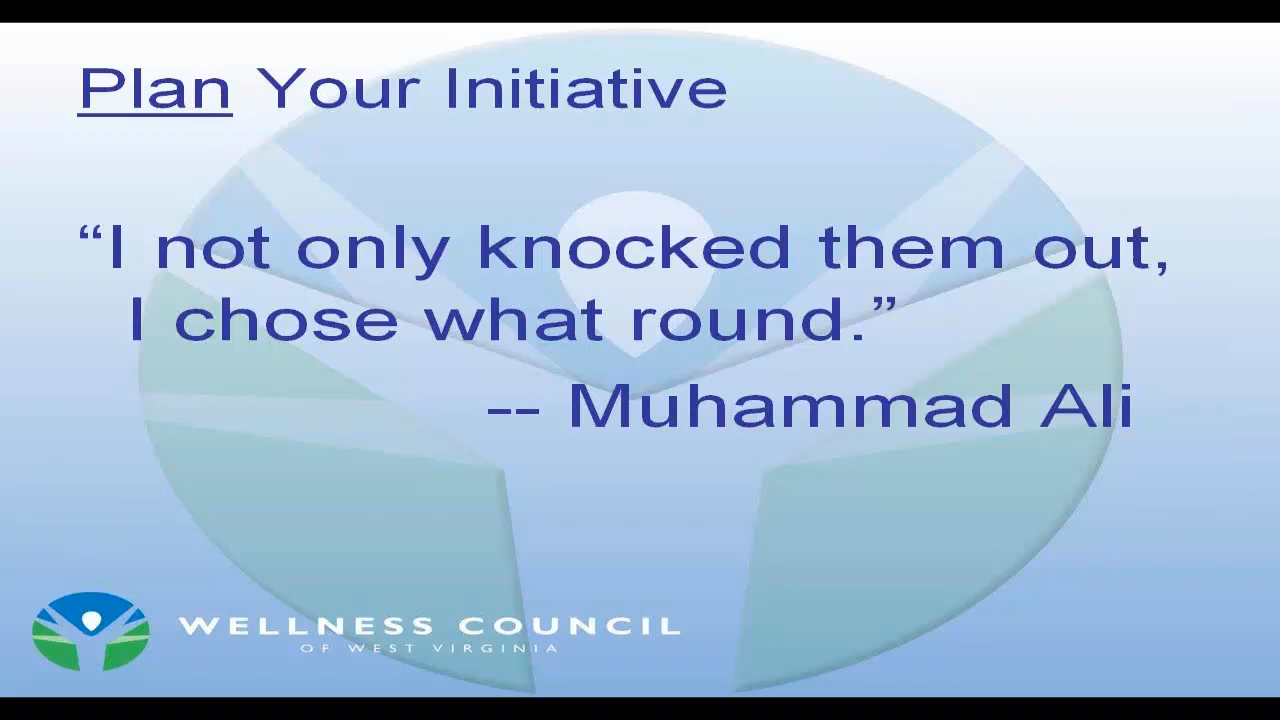 Plan Your Initiative
“I not only knocked them out,
I chose what round.”
-- Muhammad Ali
WELLNESS COUNCIL
OF WEST VIRGINIA